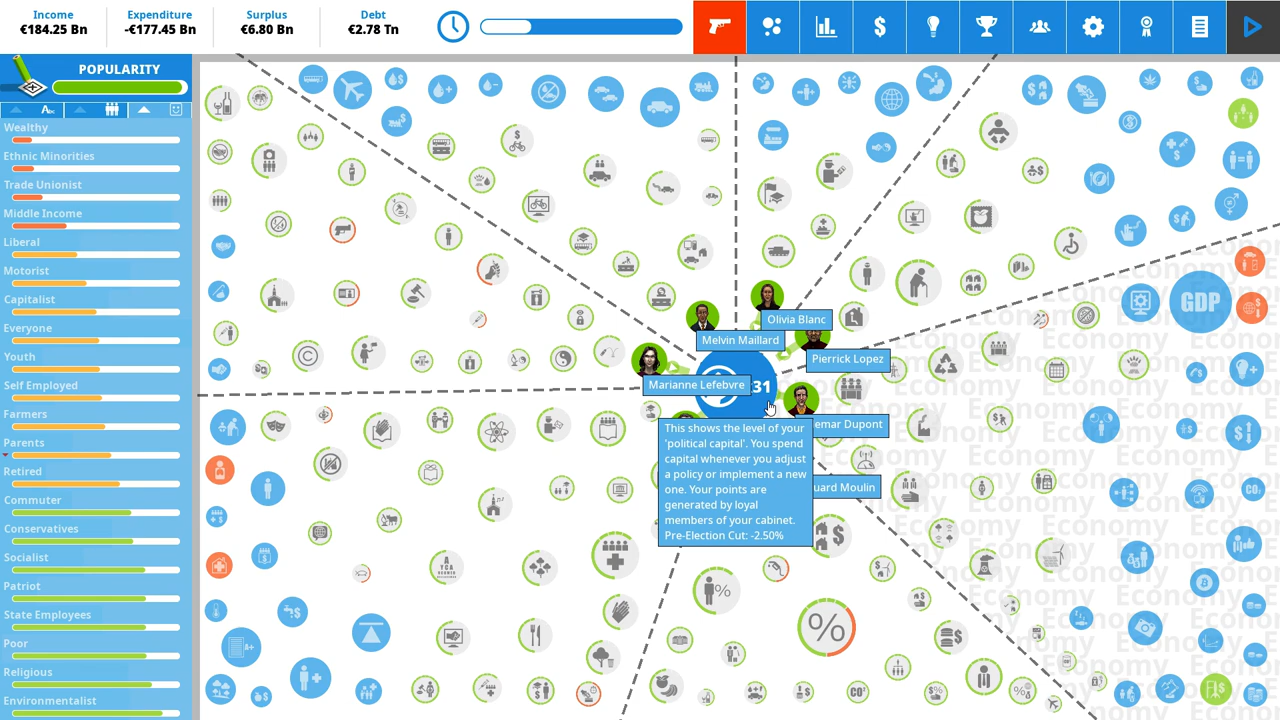 Income
€184.25 Bn
Expenditure
-€177.45 Bn
Surplus
€6.80 Bn
Debt
€2.78 Tn
POPULARITY
Wealthy
Ethnic Minorities
Trade Unionist
Middle Income
Liberal
Motorist
Capitalist
Everyone
Youth
Self Employed
Farmers
Parents
Retired
Commuter
Conservatives
Socialist
Patriot
State Employees
Poor
Religious
Environmentalist
Olivia Blanc
Melvin Maillard
Pierrick Lopez
Marianne Lefebvre
31
emar Dupont
uard Moulin
This shows the level of your
'political capital'. You spend
capital whenever you adjust
a policy or implement a new
one. Your points are
generated by loyal
members of your cabinet.
Pre-Election Cut: -2.50%
GDP
Economy
CO²
CO²